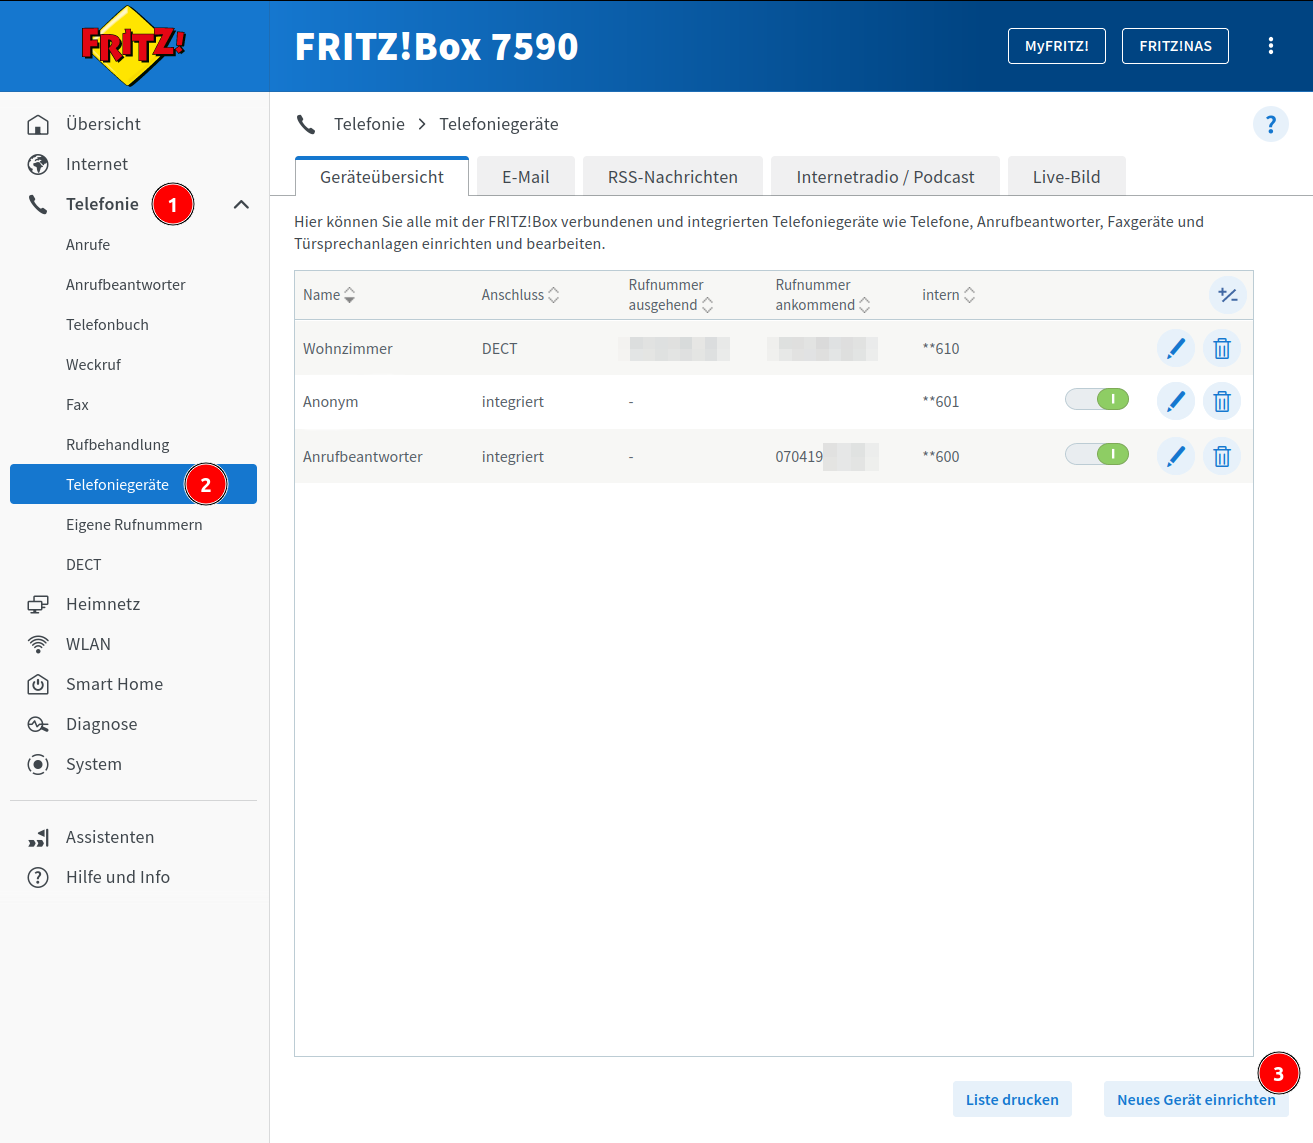 FRITZ!
FRITZ!Box 7590
MyFRITZ!
FRITZ!NAS
Übersicht
Internet
Telefonie 1
Anrufe
Anrufbeantworter
Telefonbuch
Weckruf
Fax
Rufbehandlung
Telefoniegeräte 2
Eigene Rufnummern
DECT
Heimnetz
WLAN
Smart Home
Diagnose
System
Assistenten
? Hilfe und Info
Telefonie > Telefoniegeräte
?
Geräteübersicht
E-Mail
RSS-Nachrichten
Internetradio / Podcast
Live-Bild
Hier können Sie alle mit der FRITZ!Box verbundenen und integrierten Telefoniegeräte wie Telefone, Anrufbeantworter, Faxgeräte und
Türsprechanlagen einrichten und bearbeiten.
Name
Anschluss
Rufnummer
ausgehend
Rufnummer
ankommend
intern
+/-
Wohnzimmer DECT **610
Anonym integriert - **601 I
Anrufbeantworter integriert - 070419 **600 I
3
Liste drucken
Neues Gerät einrichten